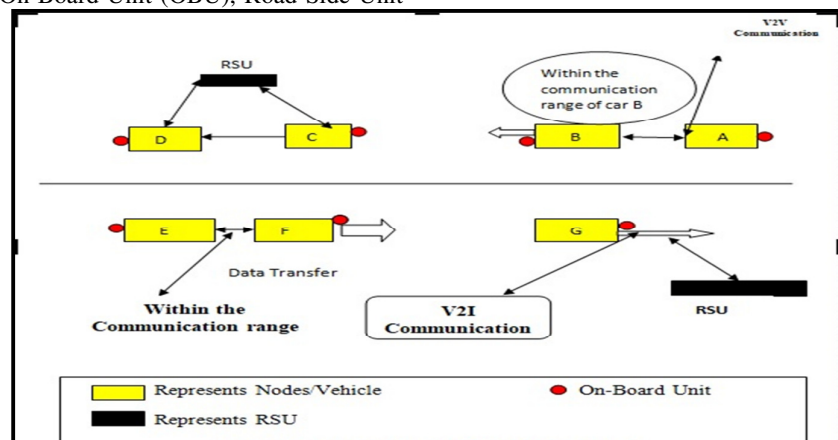 On Board Unit (OBU), Road Side Unit
V2V
Communication
RSU
Within the
communication
range of car B
D
C
B
A
E
F
G
Data Transfer
Within the
Communication range
V2I
Communication
RSU
Represents Nodes/Vehicle
On-Board Unit
Represents RSU